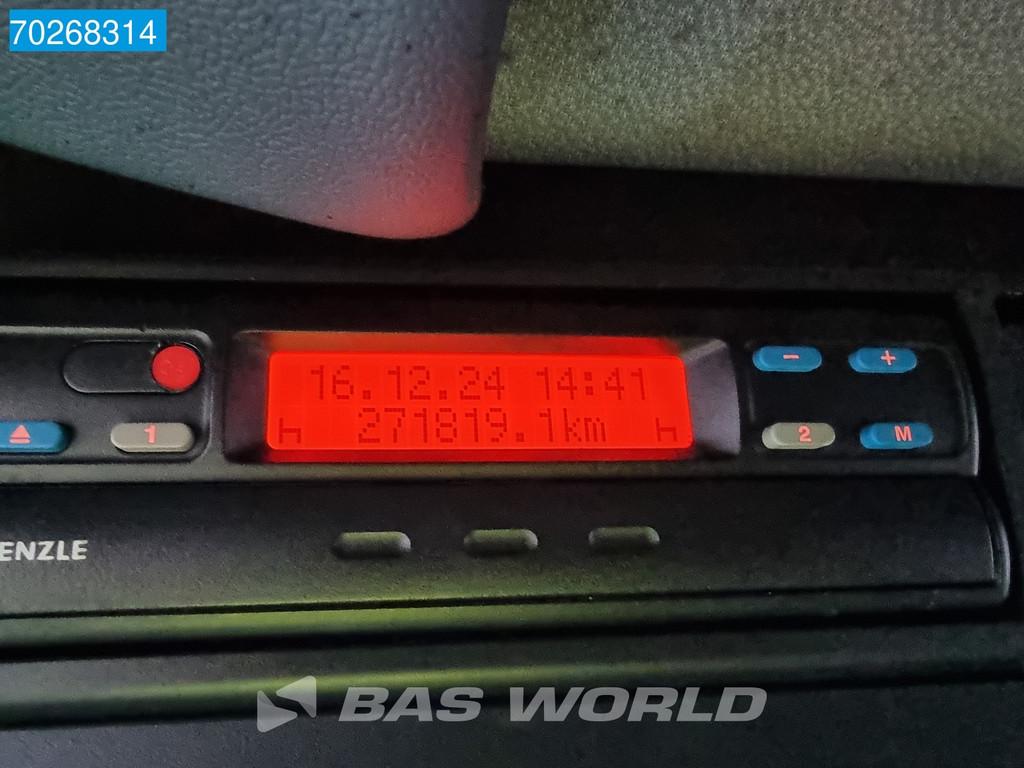 70268314
16.12.24 14:41
271819.1km
1
- +
2 M
ENZLE
BAS WORLD